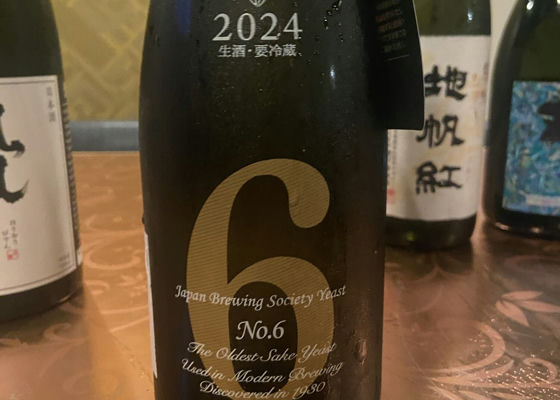 2024
生酒・要冷蔵
6
Japan Brewing Society Yeast
No.6
The Oldest Sake Yeast
Used in Modern Brewing
Discovered in 1930
地帆紅